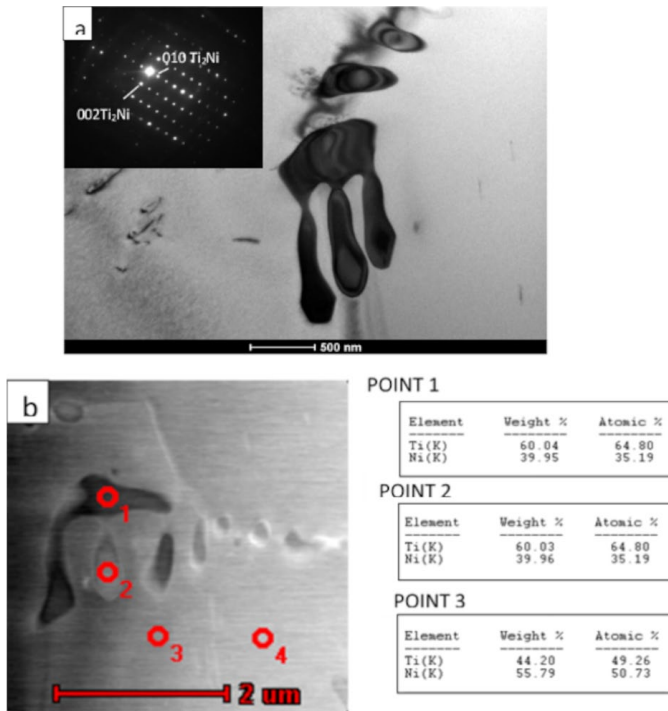 a
010 Ti₂Ni
002Ti₂Ni
500 nm
b
1
2
3
4
2 um
POINT 1
Element Weight % Atomic %
Ti(K) 60.04 64.80
Ni(K) 39.95 35.19
POINT 2
Element Weight % Atomic %
Ti(K) 60.03 64.80
Ni(K) 39.96 35.19
POINT 3
Element Weight % Atomic %
Ti(K) 44.20 49.26
Ni(K) 55.79 50.73